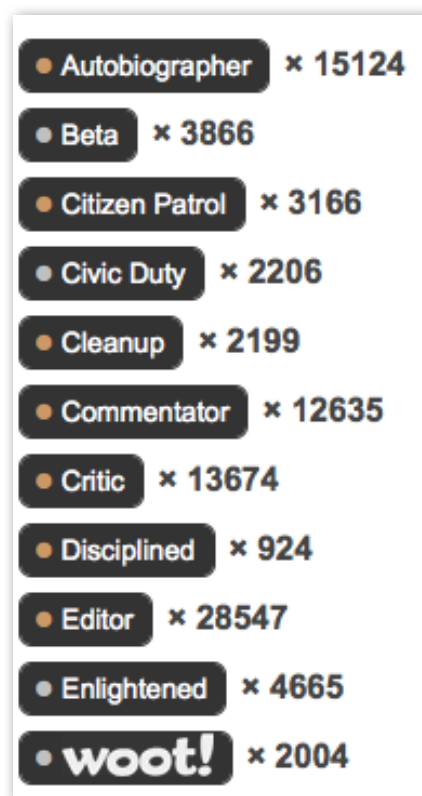 Autobiographer × 15124
Beta × 3866
Citizen Patrol × 3166
Civic Duty × 2206
Cleanup × 2199
Commentator × 12635
Critic × 13674
Disciplined × 924
Editor × 28547
Enlightened × 4665
woot! × 2004